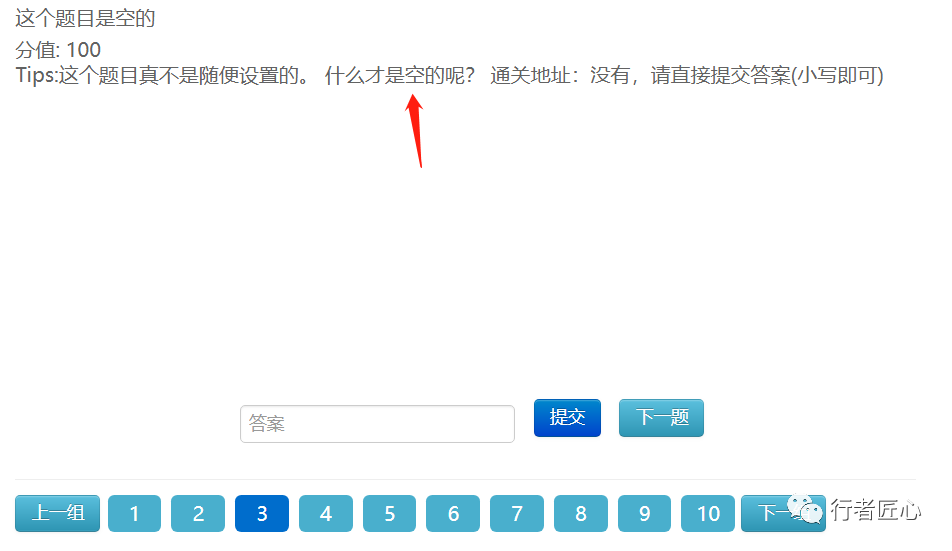 这个题目是空的
分值: 100
Tips:这个题目真不是随便设置的。 什么才是空的呢？ 通关地址：没有，请直接提交答案(小写即可)
答案 提交 下一题
上一组 1 2 3 4 5 6 7 8 9 10 下一组
行者匠心